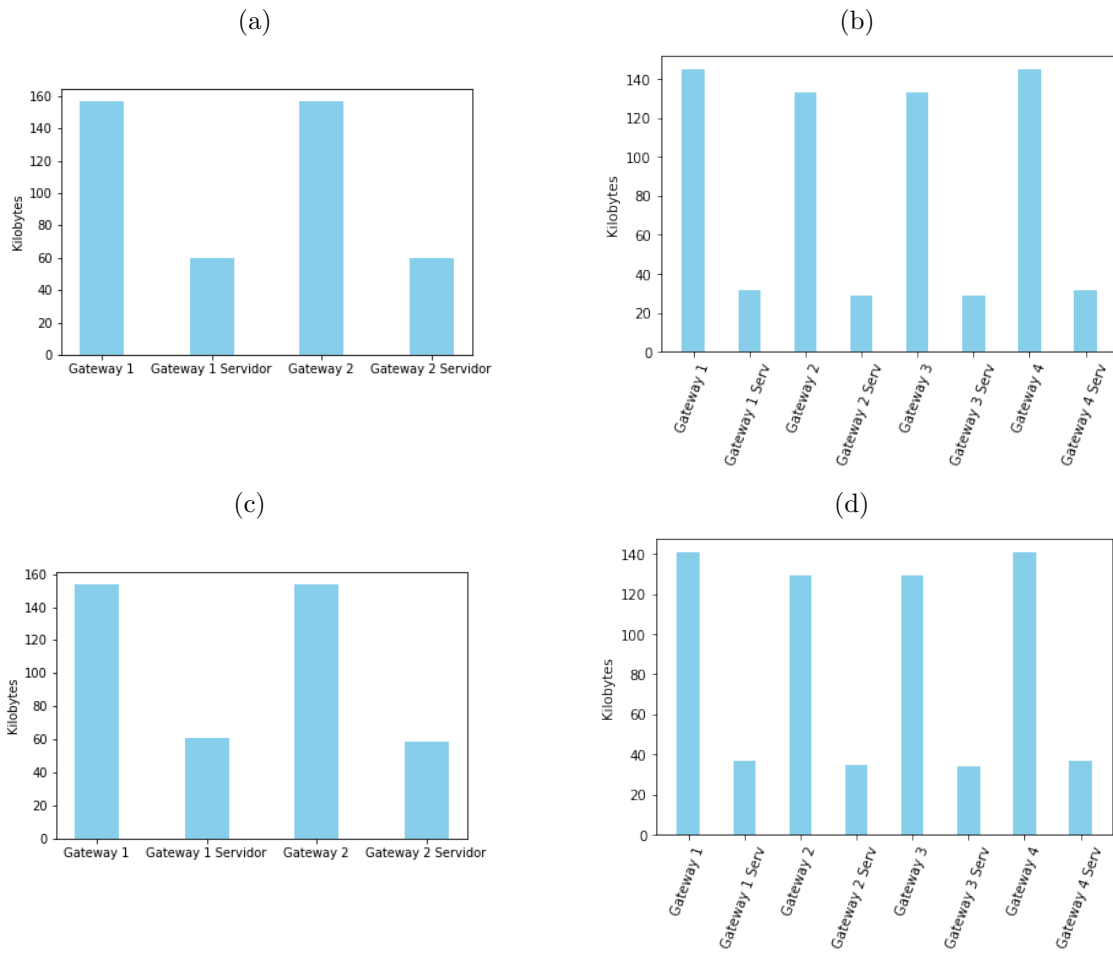 (a)
160
140
120
100
80
60
40
20
0
Kilobytes
Gateway 1
Gateway 1 Servidor
Gateway 2
Gateway 2 Servidor
(b)
140
120
100
80
60
40
20
0
Kilobytes
Gateway 1
Gateway 1 Serv
Gateway 2
Gateway 2 Serv
Gateway 3
Gateway 3 Serv
Gateway 4
Gateway 4 Serv
(c)
160
140
120
100
80
60
40
20
0
Kilobytes
Gateway 1
Gateway 1 Servidor
Gateway 2
Gateway 2 Servidor
(d)
140
120
100
80
60
40
20
0
Kilobytes
Gateway 1
Gateway 1 Serv
Gateway 2
Gateway 2 Serv
Gateway 3
Gateway 3 Serv
Gateway 4
Gateway 4 Serv